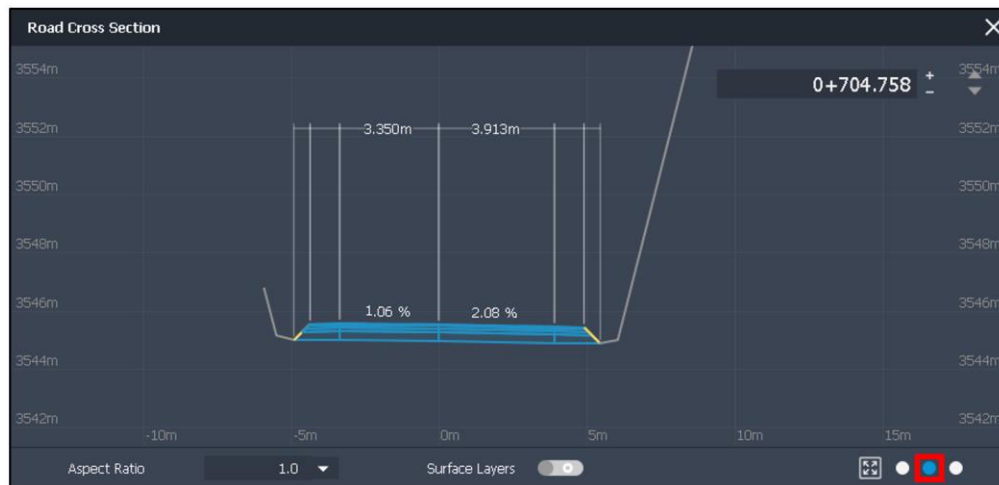 Road Cross Section
3554m
0+704.758
+
-
3554m
3552m
3.350m
3.913m
3552m
3550m
3550m
3548m
3548m
3546m
1.06 %
2.08 %
3546m
3544m
3544m
3542m
3542m
-10m
-5m
0m
5m
10m
15m
Aspect Ratio
1.0
Surface Layers